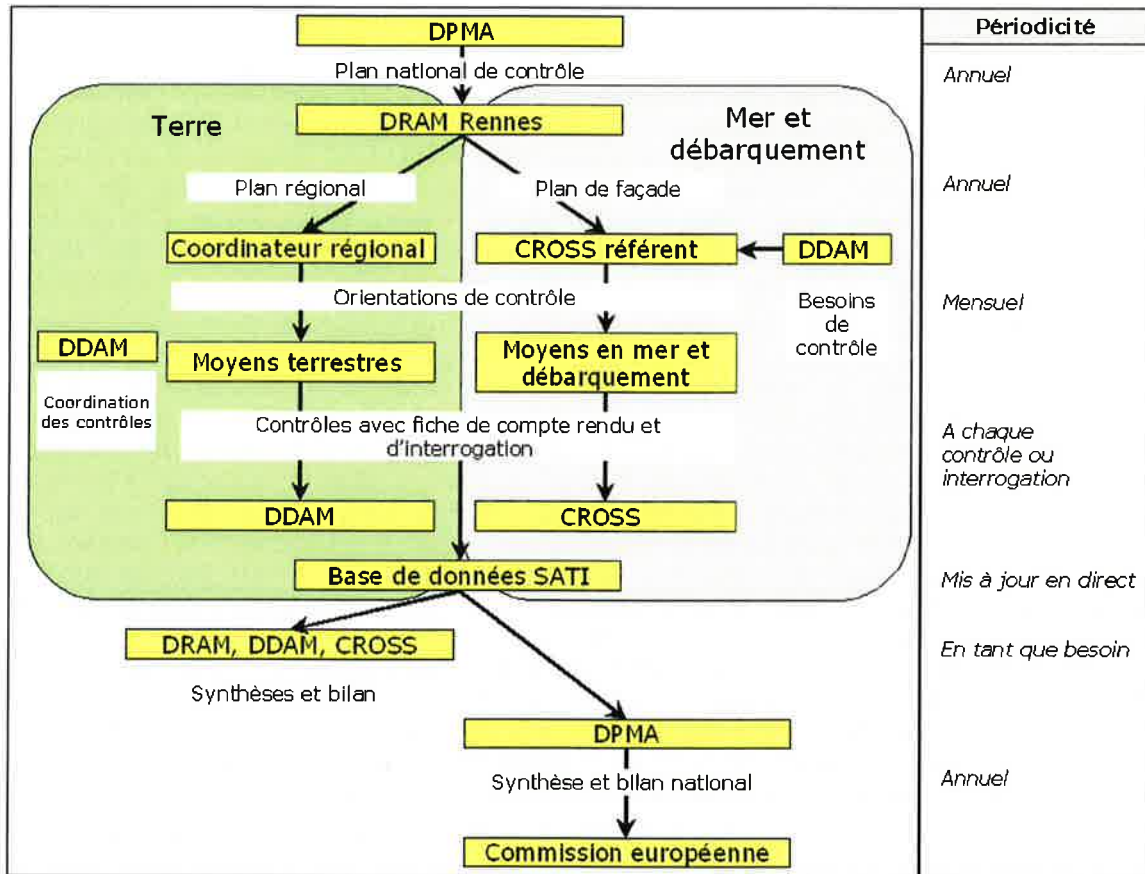 DPMA
Périodicité
Plan national de contrôle
Annuel
Terre
DRAM Rennes
Mer et
débarquement
Plan régional
Plan de façade
Annuel
Coordinateur régional
CROSS référent
DDAM
Orientations de contrôle
Besoins
de
contrôle
Mensuel
DDAM
Coordination
des contrôles
Moyens terrestres
Moyens en mer et
débarquement
Contrôles avec fiche de compte rendu et
d'interrogation
A chaque
contrôle ou
interrogation
DDAM
CROSS
Base de données SATI
Mis à jour en direct
DRAM, DDAM, CROSS
En tant que besoin
Synthèses et bilan
DPMA
Synthèse et bilan national
Annuel
Commission européenne